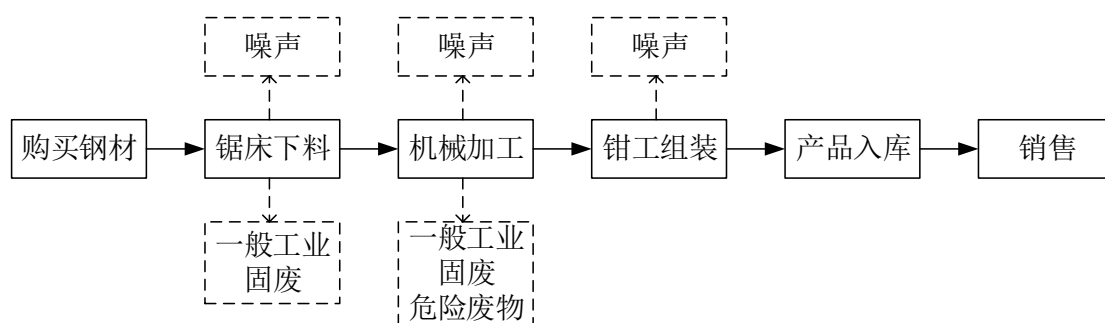 噪声
噪声
噪声
购买钢材
锯床下料
机械加工
钳工组装
产品入库
销售
一般工业
固废
一般工业
固废
危险废物